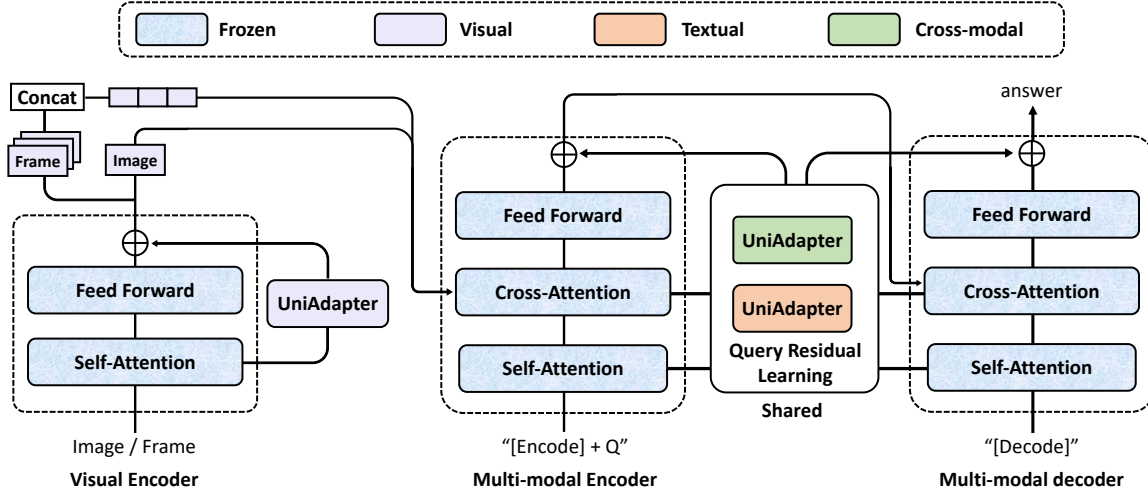 Frozen
Visual
Textual
Cross-modal
Concat
Frame
Image
Feed Forward
Self-Attention
UniAdapter
Image / Frame
Visual Encoder
Feed Forward
Cross-Attention
Self-Attention
“[Encode] + Q”
Multi-modal Encoder
UniAdapter
UniAdapter
Query Residual
Learning
Shared
answer
Feed Forward
Cross-Attention
Self-Attention
“[Decode]”
Multi-modal decoder